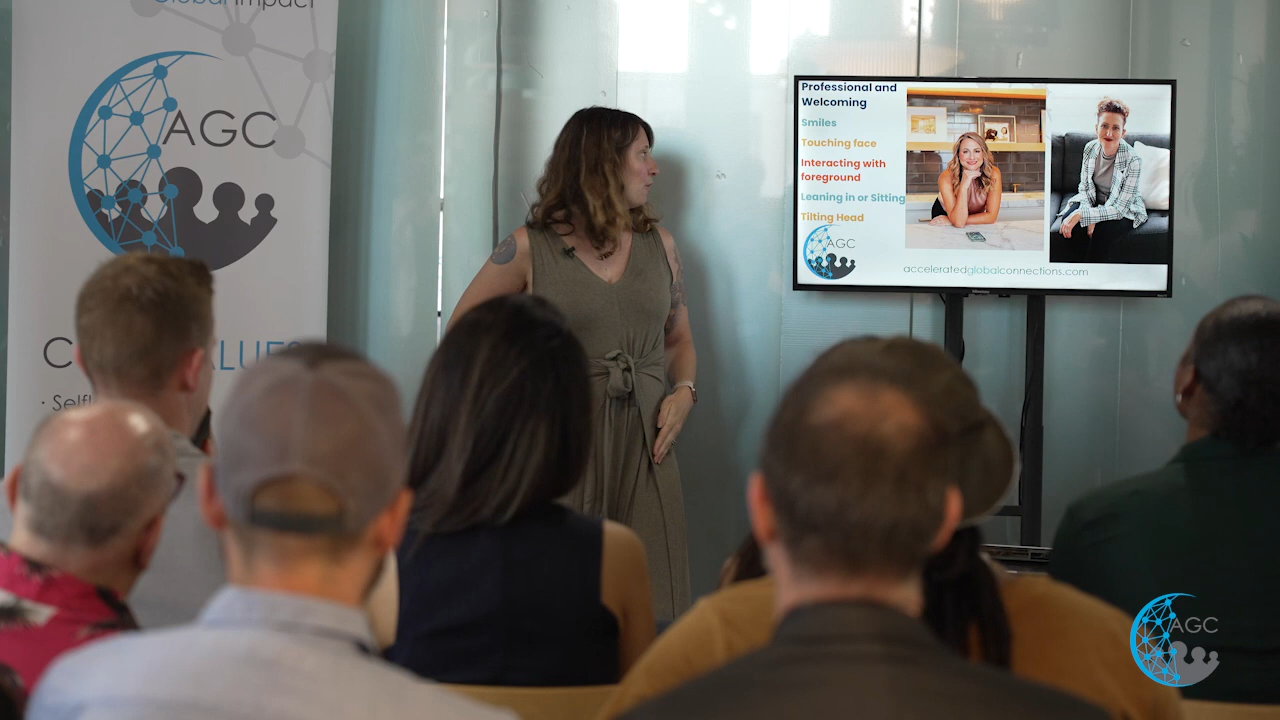 Global Impact
AGC
· Self
Professional and
Welcoming
Smiles
Touching face
Interacting with
foreground
Leaning in or Sitting
Tilting Head
AGC
acceleratedglobalconnections.com
AGC